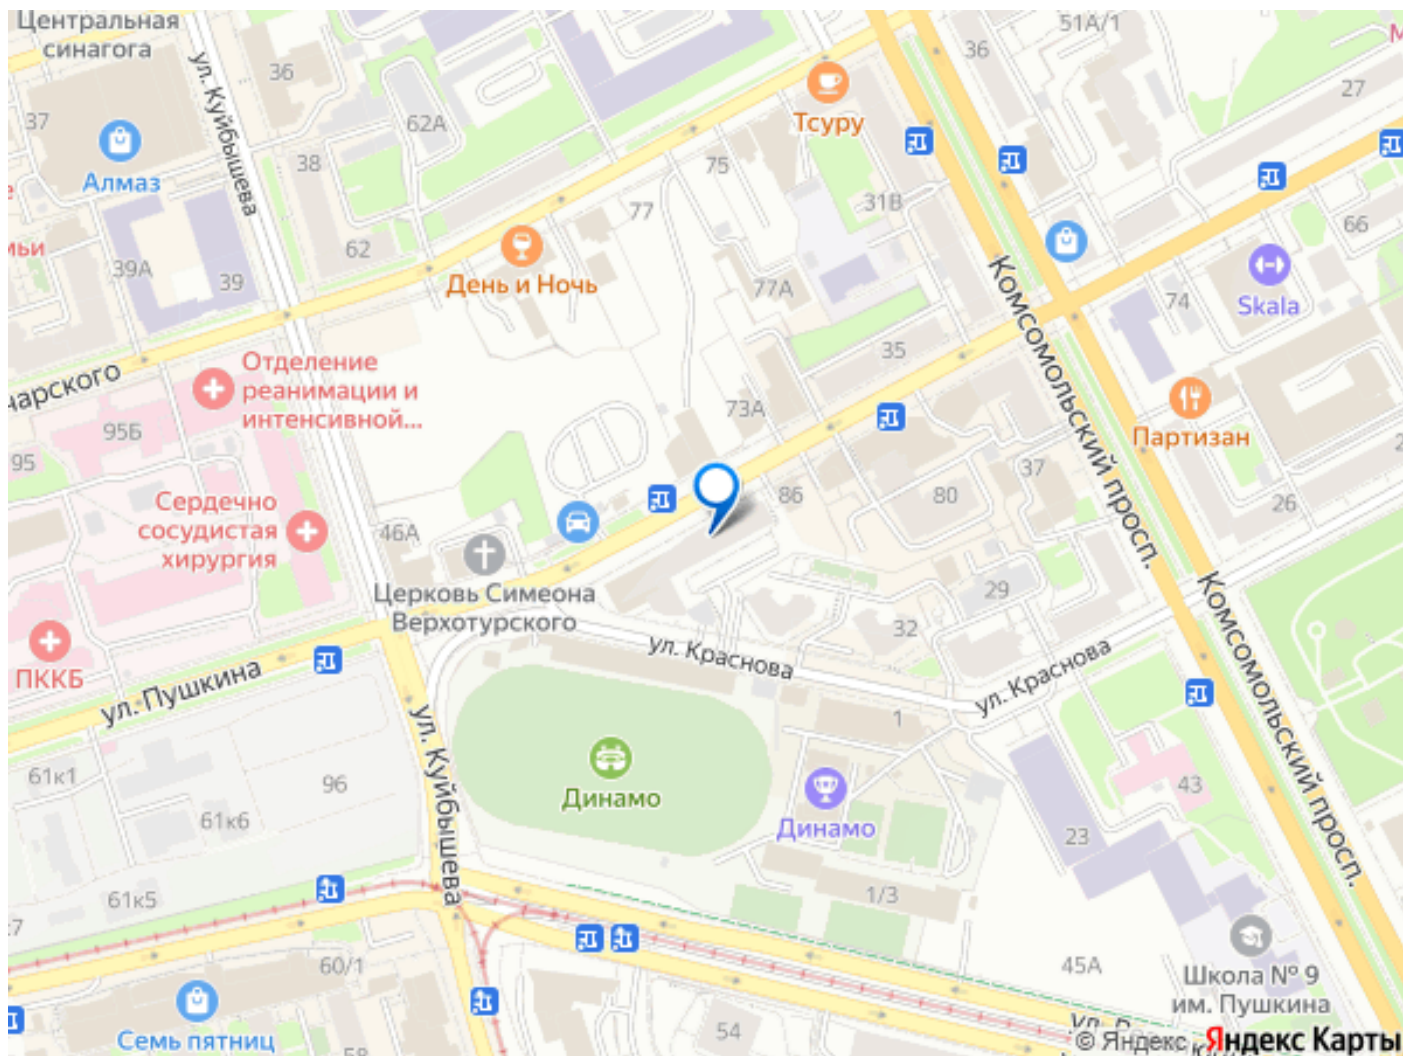 Центральная
синагога
51А/1
36
36
ул. Куйбышева
37
62А
27
Тсуру
38
75
Алмаз
77
31В
66
62
39А
39
День и Ночь
77А
74
Skala
Комсомольский просп.
35
Отделение
реанимации и
интенсивной...
чарского
73А
Партизан
95Б
95
37
86
80
26
Сердечно
сосудистая
хирургия
46А
Церковь Симеона
Верхотурского
29
32
Комсомольский просп.
ул. Краснова
ул. Краснова
ПККБ
ул. Пушкина
1
ул. Куйбышева
61к1
96
Динамо
43
61к6
Динамо
23
61к5
1/3
60/1
45А
Школа № 9
им. Пушкина
54
Семь пятниц
58
© Яндекс Яндекс Карты